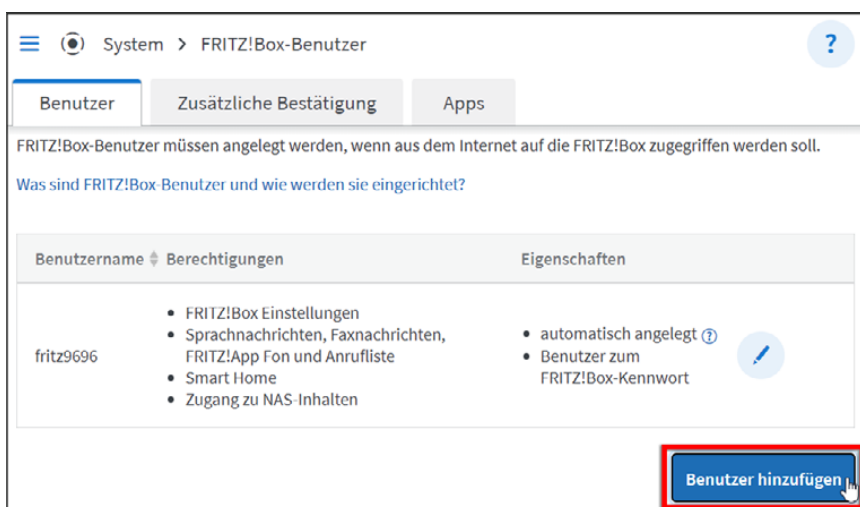 System > FRITZ!Box-Benutzer
?
Benutzer
Zusätzliche Bestätigung
Apps
FRITZ!Box-Benutzer müssen angelegt werden, wenn aus dem Internet auf die FRITZ!Box zugegriffen werden soll.
Was sind FRITZ!Box-Benutzer und wie werden sie eingerichtet?
Benutzername
Berechtigungen
Eigenschaften
fritz9696
• FRITZ!Box Einstellungen
• Sprachnachrichten, Faxnachrichten,
FRITZ!App Fon und Anrufliste
• Smart Home
• Zugang zu NAS-Inhalten
• automatisch angelegt ?
• Benutzer zum
FRITZ!Box-Kennwort
Benutzer hinzufügen